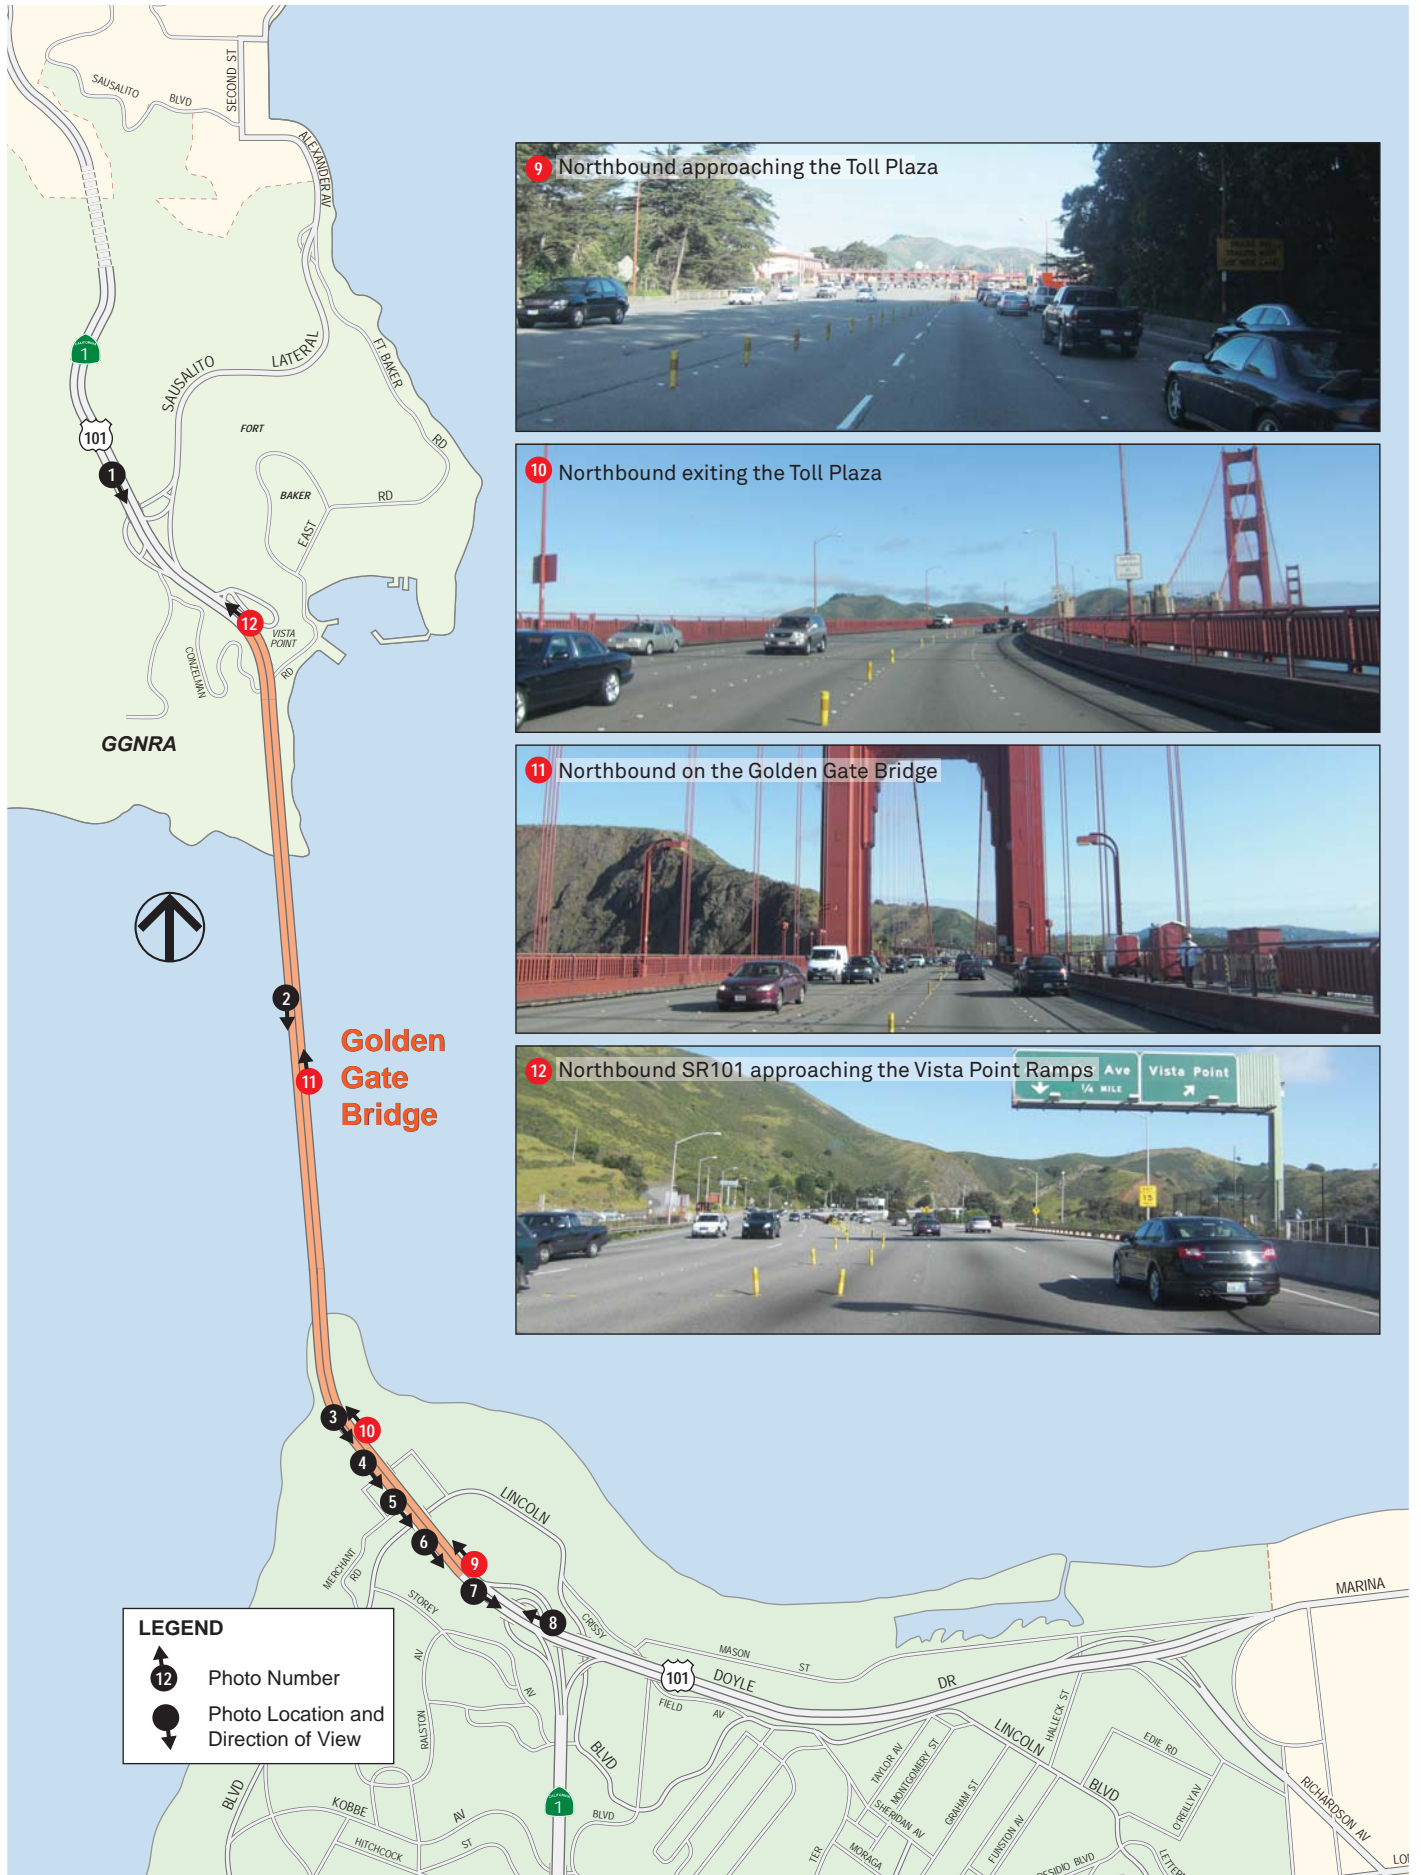 SAUSALITO
BLVD
SECOND ST
ALEXANDER AV
CALIFORNIA
1
101
1
SAUSALITO
LATERAL
FT. BAKER
RD
FORT
BAKER
RD
EAST
12
VISTA
POINT
RD
CONZELMAN
GGNRA
9 Northbound approaching the Toll Plaza
10 Northbound exiting the Toll Plaza
11 Northbound on the Golden Gate Bridge
12 Northbound SR101 approaching the Vista Point Ramps
Ave
1/4 MILE
Vista Point
15
2
11
Golden
Gate
Bridge
3
10
4
5
6
9
7
8
LINCOLN
MERCHANT
RD
STOREY
AV
RALSTON
AV
CRISSY
MASON
ST
101
DOYLE
DR
FIELD
AV
MARINA
HALLECK ST
LINCOLN
BLVD
EDIE RD
O'REILLY AV
RICHARDSON AV
TAYLOR AV
MONTGOMERY ST
SHERIDAN AV
GRAHAM ST
FUNSTON AV
MORAGA
TER
BLVD
BLVD
BLVD
KOBBE
AV
HITCHCOCK
ST
CALIFORNIA
1
ESIDIO BLVD
LETTER
LO
LEGEND
12 Photo Number
Photo Location and
Direction of View